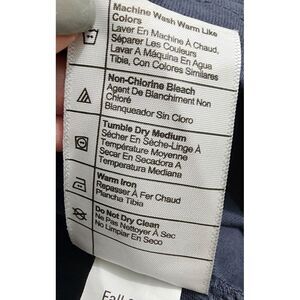 Machine Wash Warm Like
Colors
Laver En Machine À Chaud,
Séparer Les Couleurs
Lavar A Máquina En Agua
Tibia, Con Colores Similares
Non-Chlorine Bleach
Agent De Blanchiment Non
Chloré
Blanqueador Sin Cloro
Tumble Dry Medium
Sécher En Sèche-Linge À
Température Moyenne
Secar En Secadora A
Temperatura Mediana
Warm Iron
Repasser À Fer Chaud
Plancha Tibia
Do Not Dry Clean
Ne Pas Nettoyer À Sec
No Limpiar En Seco
Fall